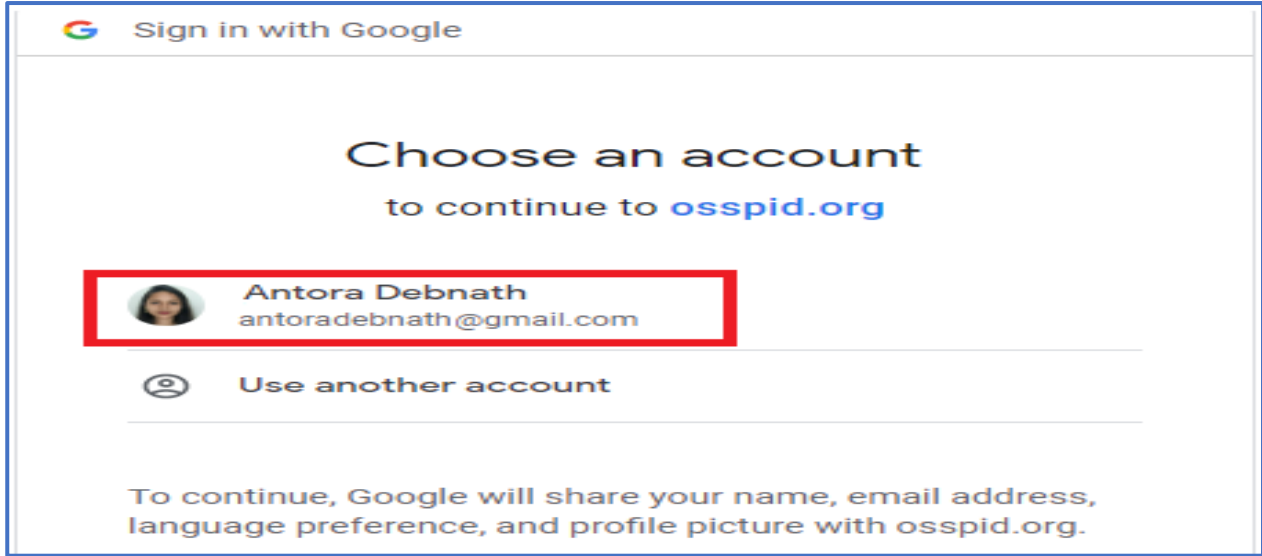 Sign in with Google
Choose an account
to continue to osspid.org
Antora Debnath
antoradebnath@gmail.com
Use another account
To continue, Google will share your name, email address,
language preference, and profile picture with osspid.org.